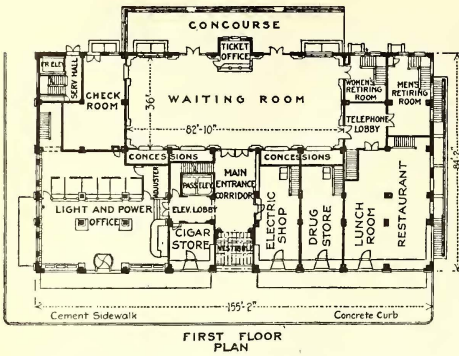 CONCOURSE
TICKET
OFFICE
FR. ELEV.
SERV. HALL
CHECK
ROOM
36'
WAITING ROOM
82'-10"
WOMEN'S
RETIRING
ROOM
MEN'S
RETIRING
ROOM
TELEPHONE
LOBBY
CONCESSIONS
CONCESSIONS
MAIN
ENTRANCE
CORRIDOR
ADJUSTER
PASS. ELEV.
ELEV. LOBBY
LIGHT AND POWER
OFFICE
CIGAR
STORE
VESTIBULE
ELECTRIC
SHOP
DRUG
STORE
LUNCH
ROOM
RESTAURANT
84'-2"
155'-2"
Cement Sidewalk
Concrete Curb
FIRST FLOOR
PLAN